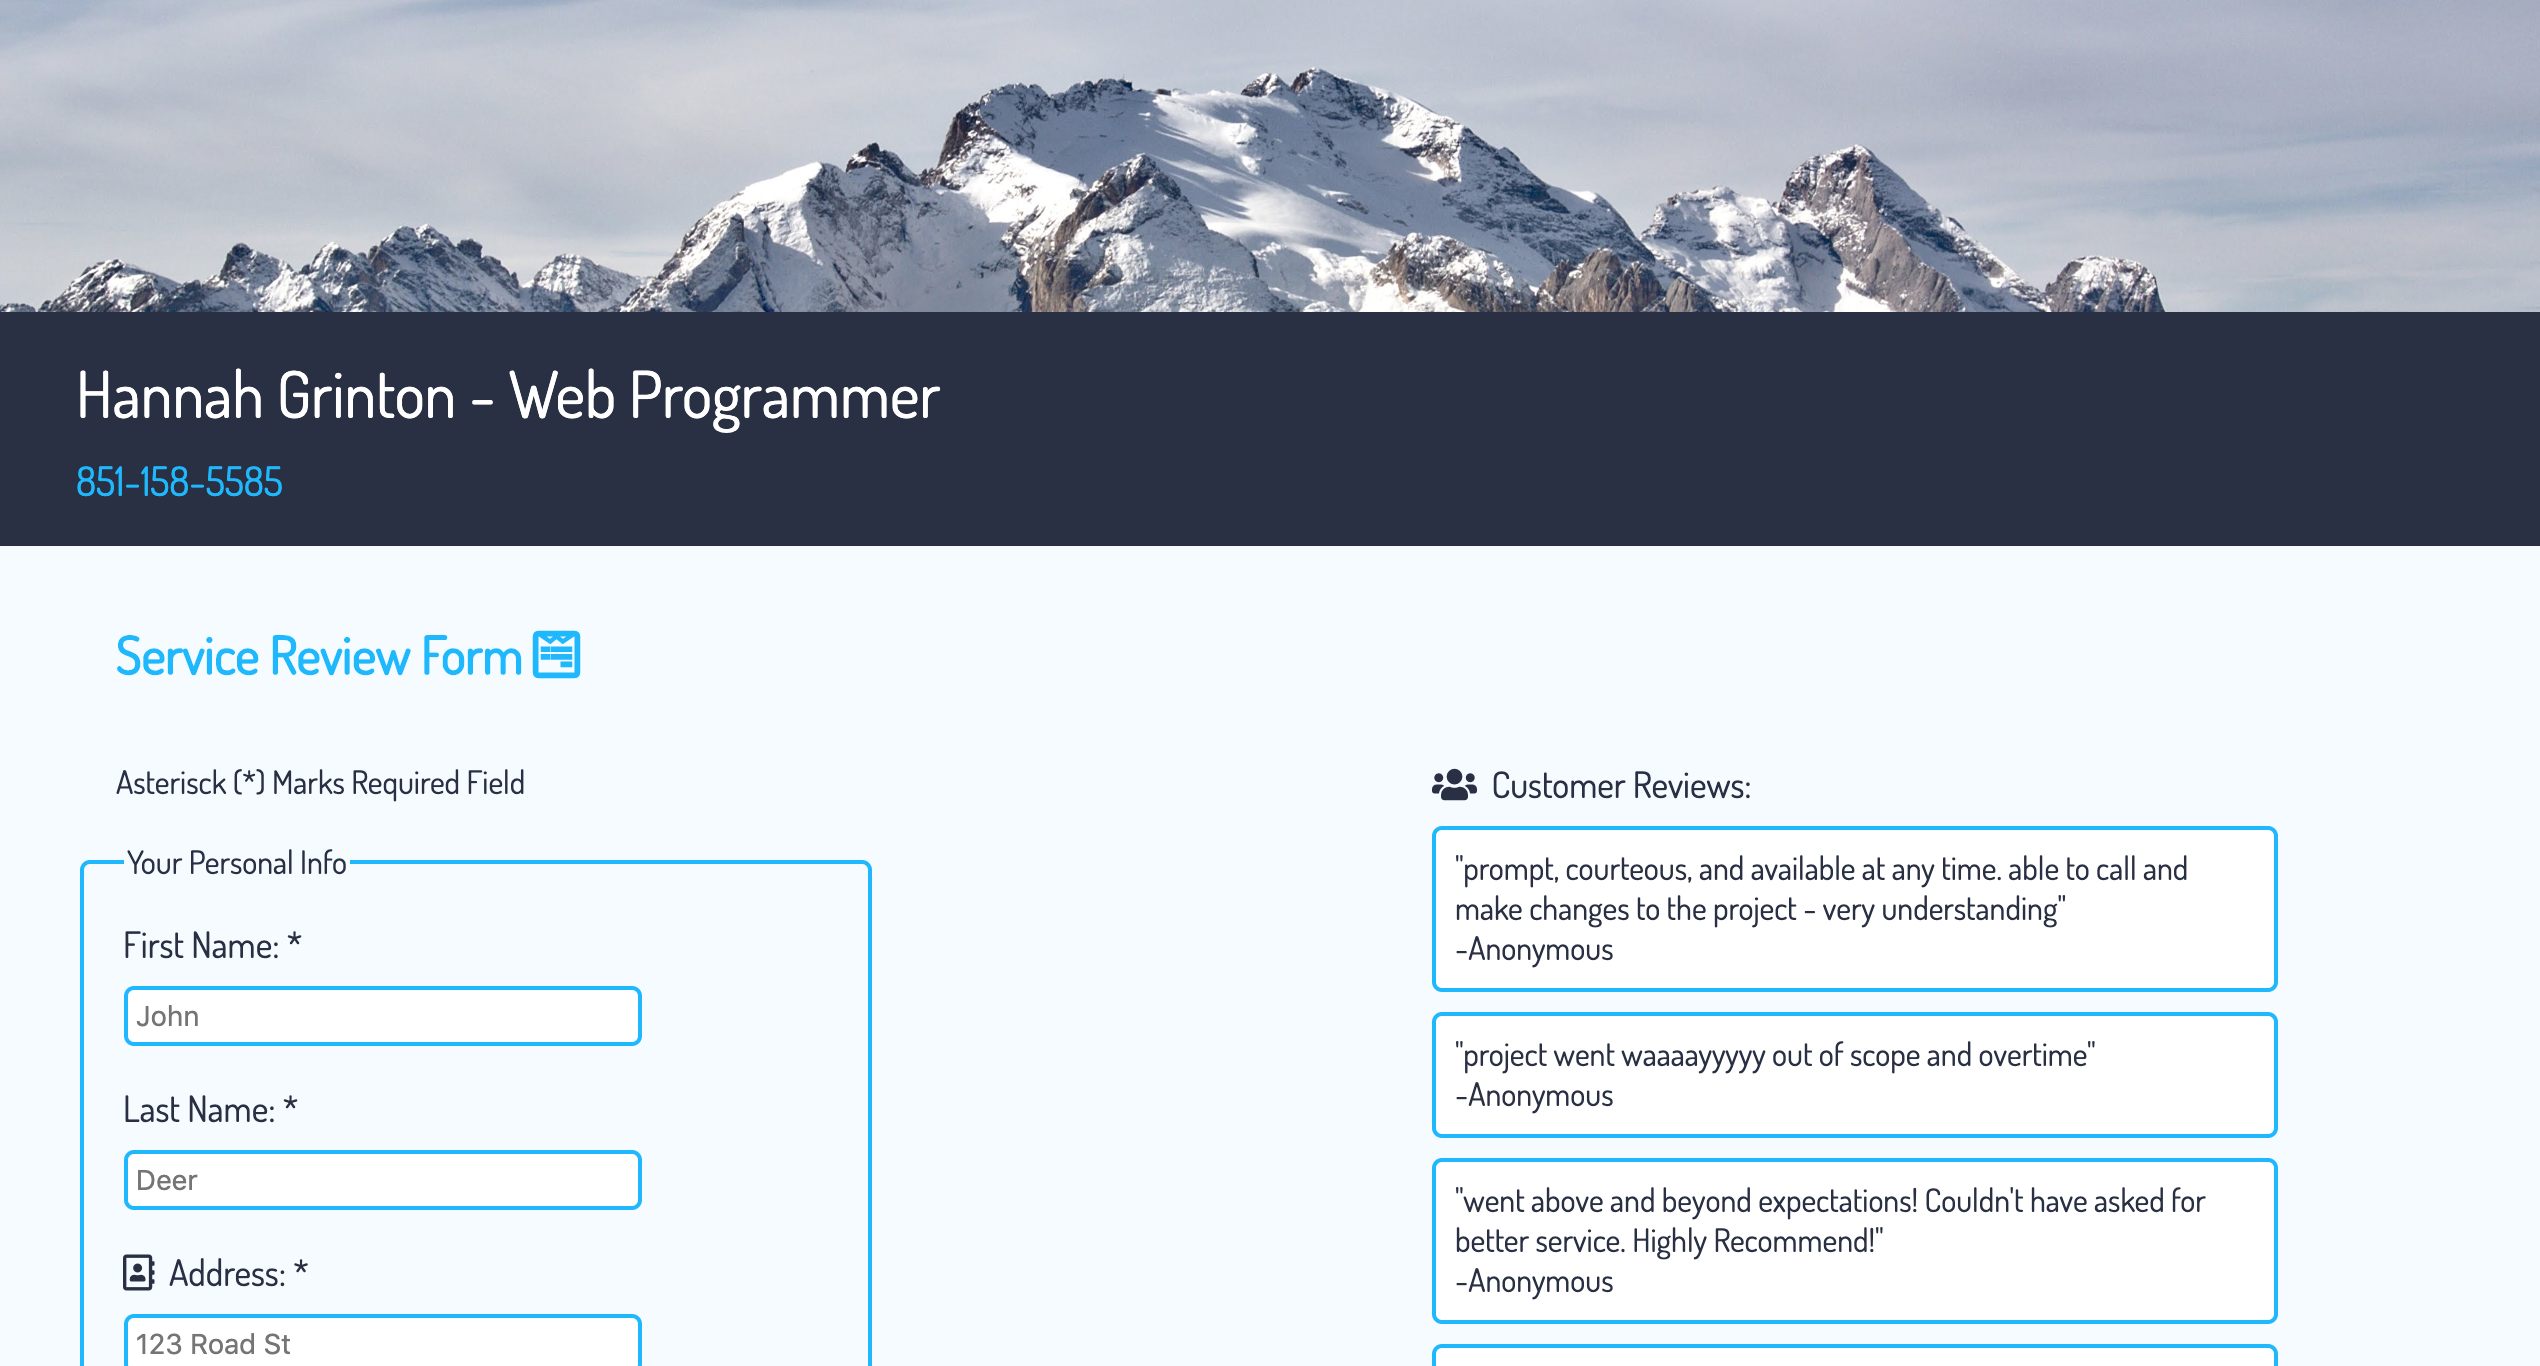 Hannah Grinton - Web Programmer
851-158-5585
Service Review Form
Asterisck (*) Marks Required Field
Your Personal Info
First Name: *
John
Last Name: *
Deer
Address: *
123 Road St
Customer Reviews:
"prompt, courteous, and available at any time. able to call and
make changes to the project - very understanding"
-Anonymous
"project went waaaayyyyy out of scope and overtime"
-Anonymous
"went above and beyond expectations! Couldn't have asked for
better service. Highly Recommend!"
-Anonymous